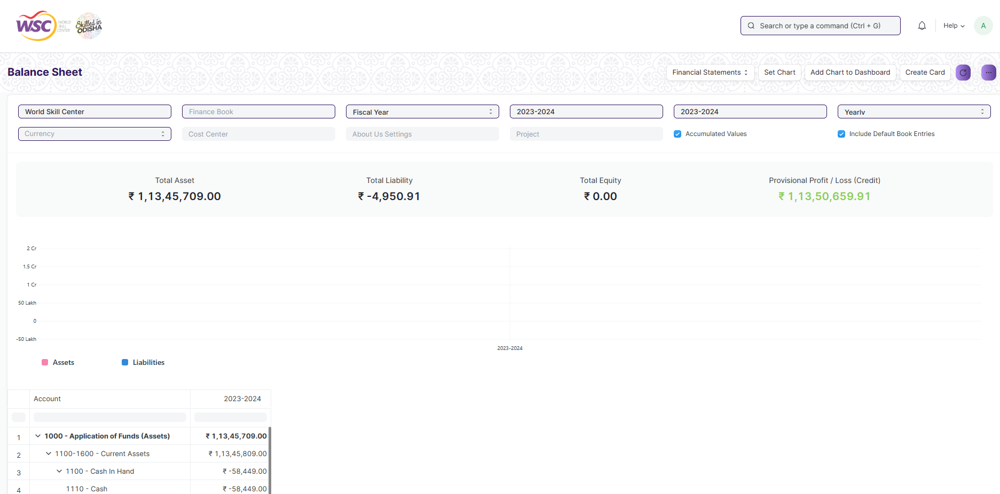 WSC
WORLD
SKILL
CENTER
Skilled in
ODISHA
Search or type a command (Ctrl + G)
Help
A
Balance Sheet
Financial Statements
Set Chart
Add Chart to Dashboard
Create Card
World Skill Center
Finance Book
Fiscal Year
2023-2024
2023-2024
Yearly
Currency
Cost Center
About Us Settings
Project
Accumulated Values
Include Default Book Entries
Total Asset
Total Liability
Total Equity
Provisional Profit / Loss (Credit)
₹ 1,13,45,709.00
₹ -4,950.91
₹ 0.00
₹ 1,13,50,659.91
2 Cr
1.5 Cr
1 Cr
50 Lakh
0
-50 Lakh
2023-2024
Assets
Liabilities
Account 2023-2024
1 1000 - Application of Funds (Assets) ₹ 1,13,45,709.00
2 1100-1600 - Current Assets ₹ 1,13,45,809.00
3 1100 - Cash In Hand ₹ -58,449.00
4 1110 - Cash ₹ -58,449.00